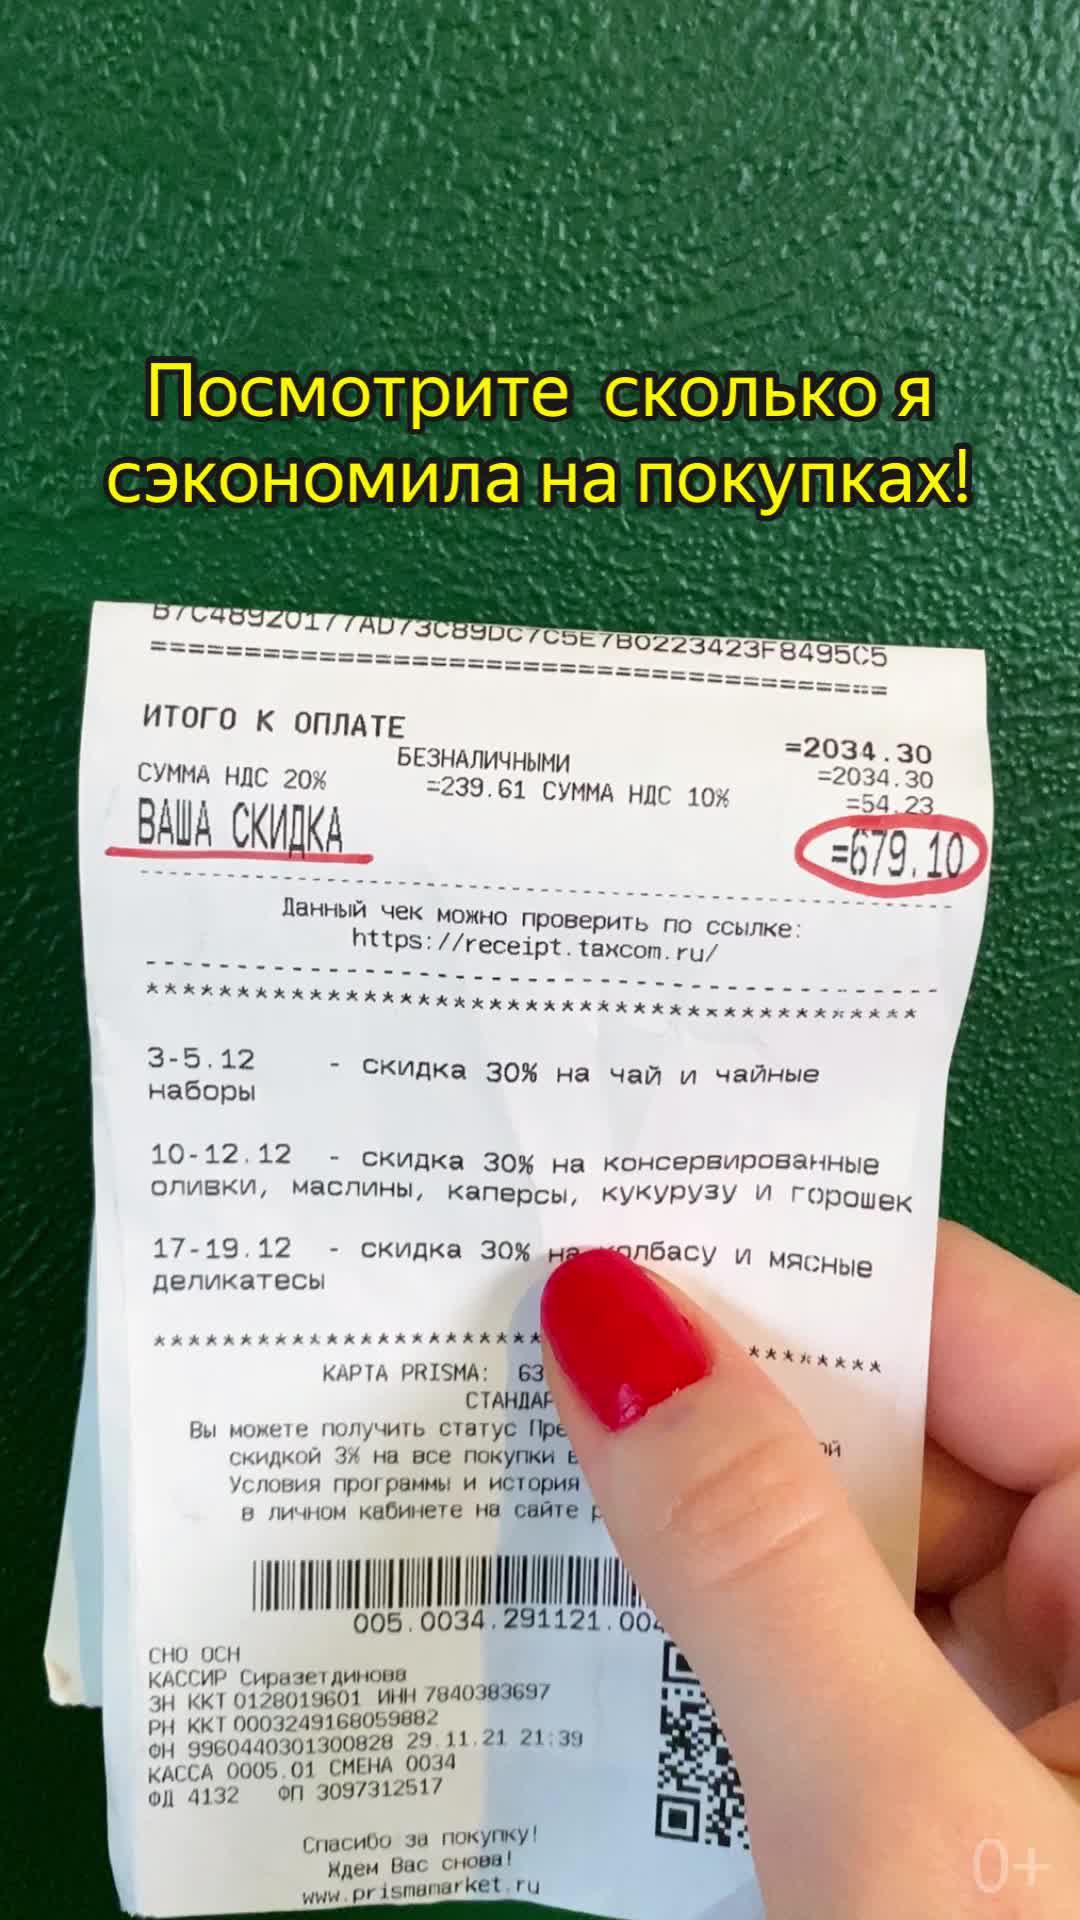 Посмотрите сколько я
сэкономила на покупках!
B7C48920177AD73C89DC7C5E7B0223423F8495C5
========================================
ИТОГО К ОПЛАТЕ =2034.30
БЕЗНАЛИЧНЫМИ =2034.30
СУММА НДС 20% =239.61 СУММА НДС 10% =54.23
ВАША СКИДКА =679.10
Данный чек можно проверить по ссылке:
https://receipt.taxcom.ru/
3-5.12 - скидка 30% на чай и чайные
наборы
10-12.12 - скидка 30% на консервированные
оливки, маслины, каперсы, кукурузу и горошек
17-19.12 - скидка 30% на колбасу и мясные
деликатесы
КАРТА PRISMA: 63
СТАНДАР
Вы можете получить статус Пре
скидкой 3% на все покупки в
Условия программы и история
в личном кабинете на сайте
005.0034.291121.004
СНО ОСН
КАССИР Сиразетдинова
ЗН ККТ 0128019601 ИНН 7840383697
РН ККТ 0003249168059882
ФН 9960440301300828 29.11.21 21:39
КАССА 0005.01 СМЕНА 0034
ФД 4132 ФП 3097312517
Спасибо за покупку!
Ждем Вас снова!
www.prismamarket.ru
0+